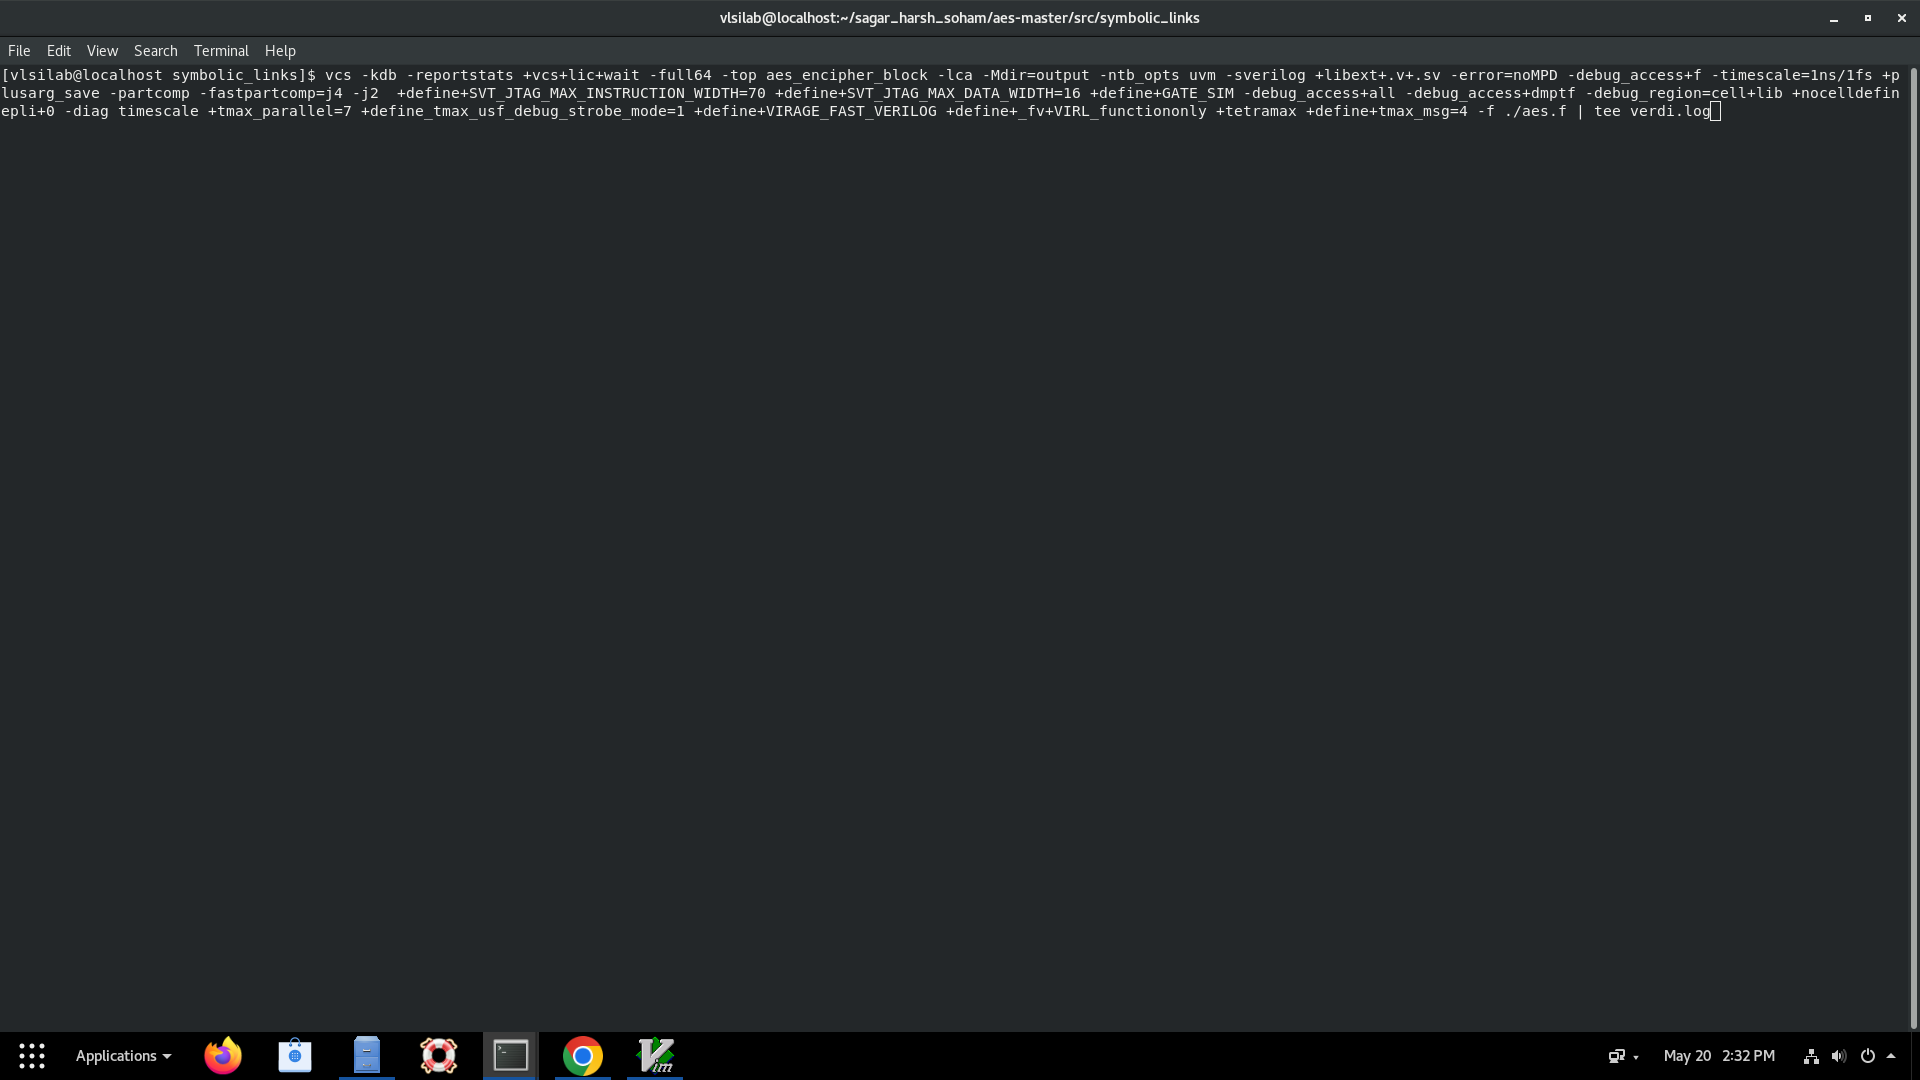 vlsilab@localhost:~/sagar_harsh_soham/aes-master/src/symbolic_links
File Edit View Search Terminal Help
[vlsilab@localhost symbolic_links]$ vcs -kdb -reportstats +vcs+lic+wait -full64 -top aes_encipher_block -lca -Mdir=output -ntb_opts uvm -sverilog +libext+.v+.sv -error=noMPD -debug_access+f -timescale=1ns/1fs +p
lusarg_save -partcomp -fastpartcomp=j4 -j2  +define+SVT_JTAG_MAX_INSTRUCTION_WIDTH=70 +define+SVT_JTAG_MAX_DATA_WIDTH=16 +define+GATE_SIM -debug_access+all -debug_access+dmptf -debug_region=cell+lib +nocelldefin
epli+0 -diag timescale +tmax_parallel=7 +define_tmax_usf_debug_strobe_mode=1 +define+VIRAGE_FAST_VERILOG +define+_fv+VIRL_functiononly +tetramax +define+tmax_msg=4 -f ./aes.f | tee verdi.log
Applications
May 20 2:32 PM